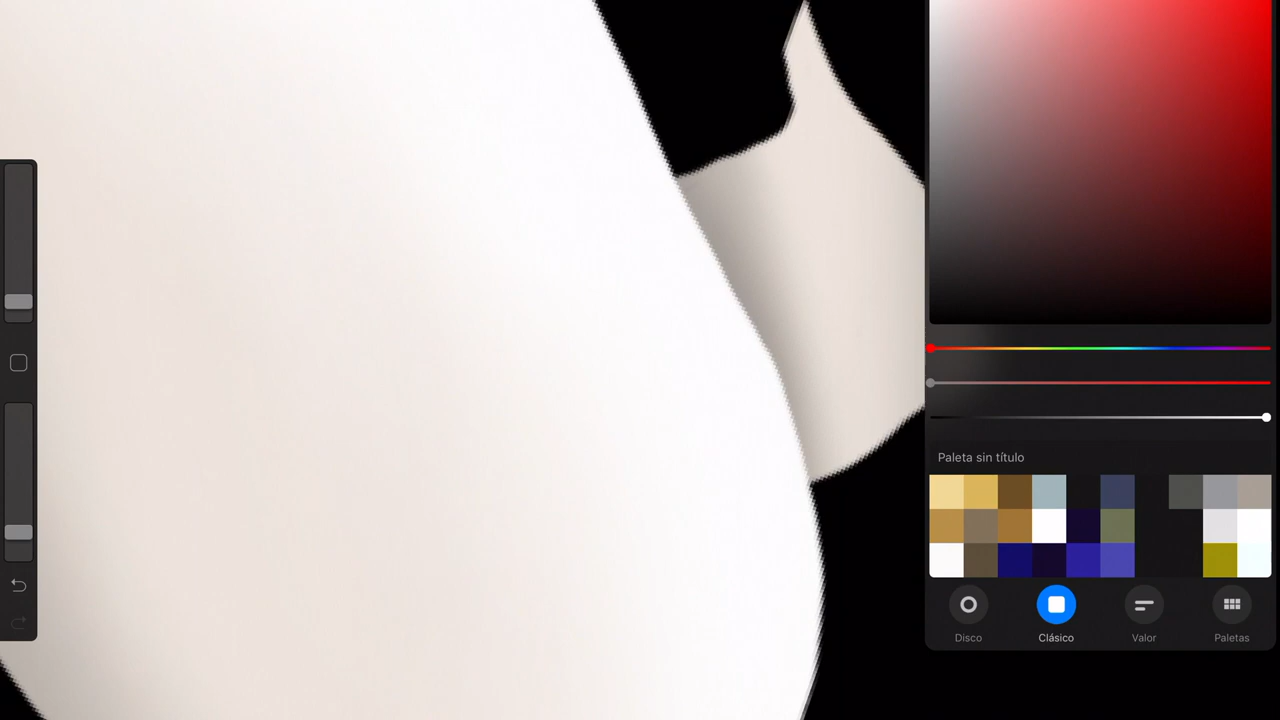 Paleta sin título
Disco
Clásico
Valor
Paletas